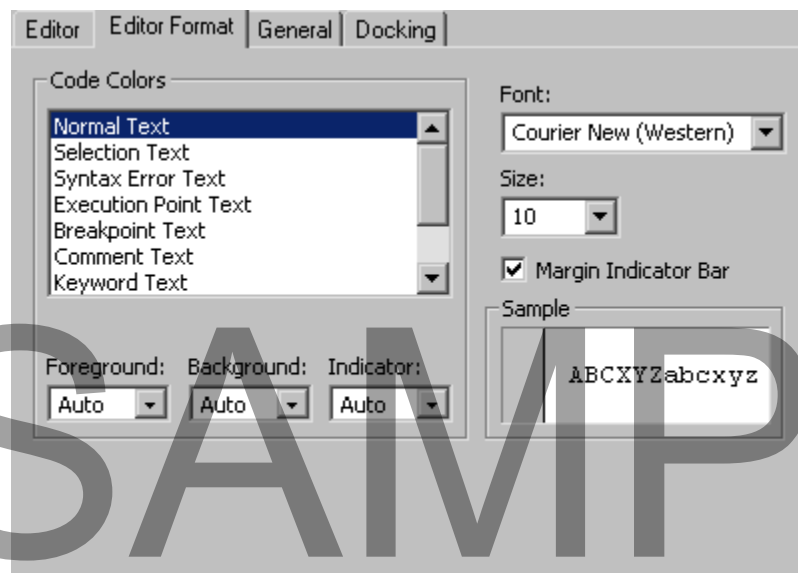 Editor Editor Format General Docking
Code Colors
Normal Text
Selection Text
Syntax Error Text
Execution Point Text
Breakpoint Text
Comment Text
Keyword Text
Foreground: Background: Indicator:
Auto Auto Auto
Font:
Courier New (Western)
Size:
10
Margin Indicator Bar
Sample
ABCXYZabcxyz
SAMP